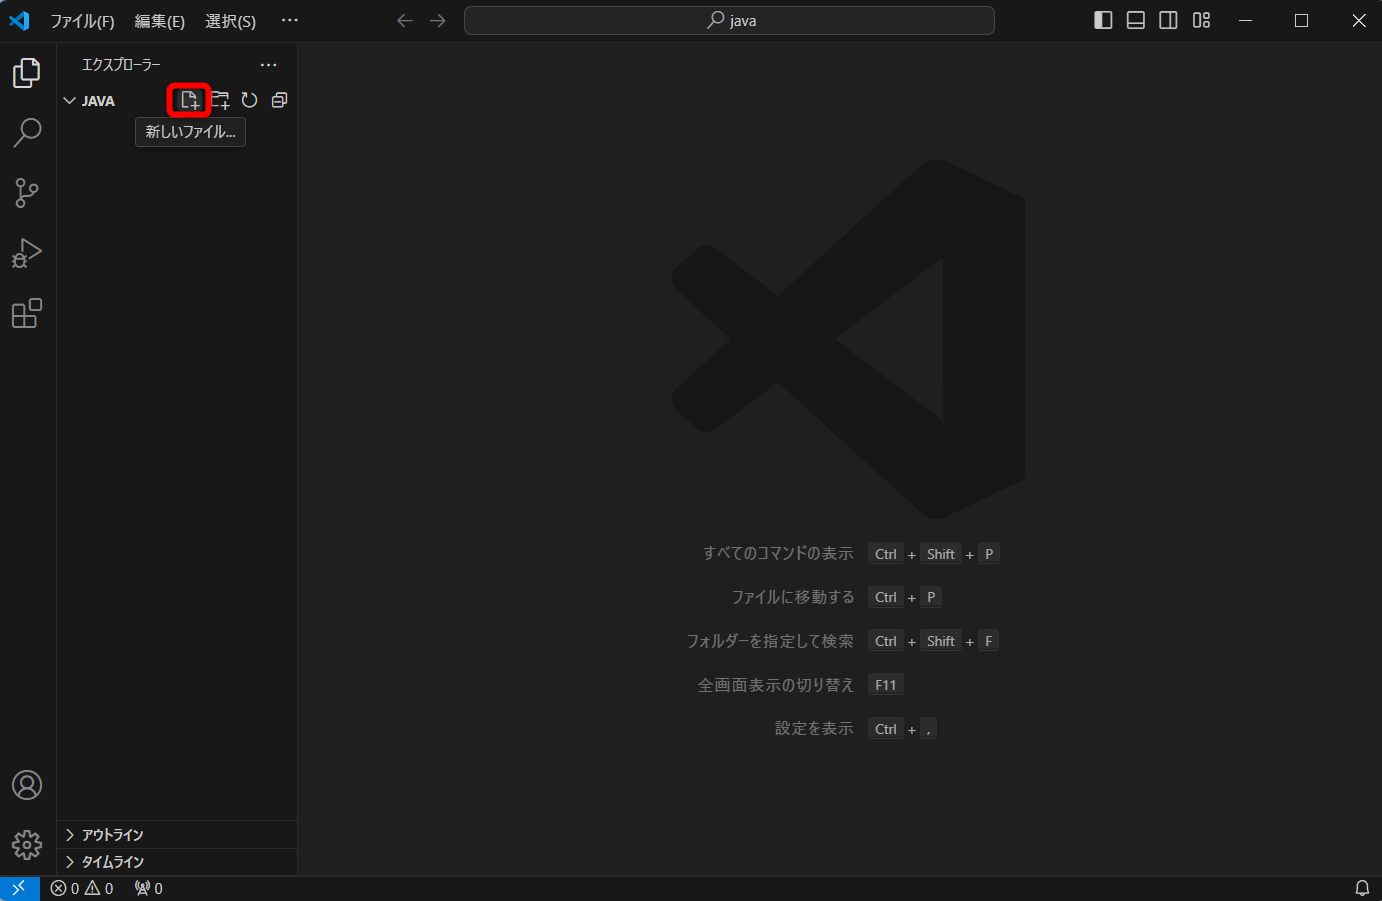 ファイル(F) 編集(E) 選択(S) ··· java
エクスプローラー ···
JAVA
新しいファイル...
すべてのコマンドの表示 Ctrl + Shift + P
ファイルに移動する Ctrl + P
フォルダーを指定して検索 Ctrl + Shift + F
全画面表示の切り替え F11
設定を表示 Ctrl + ,
アウトライン
タイムライン
0 0 0